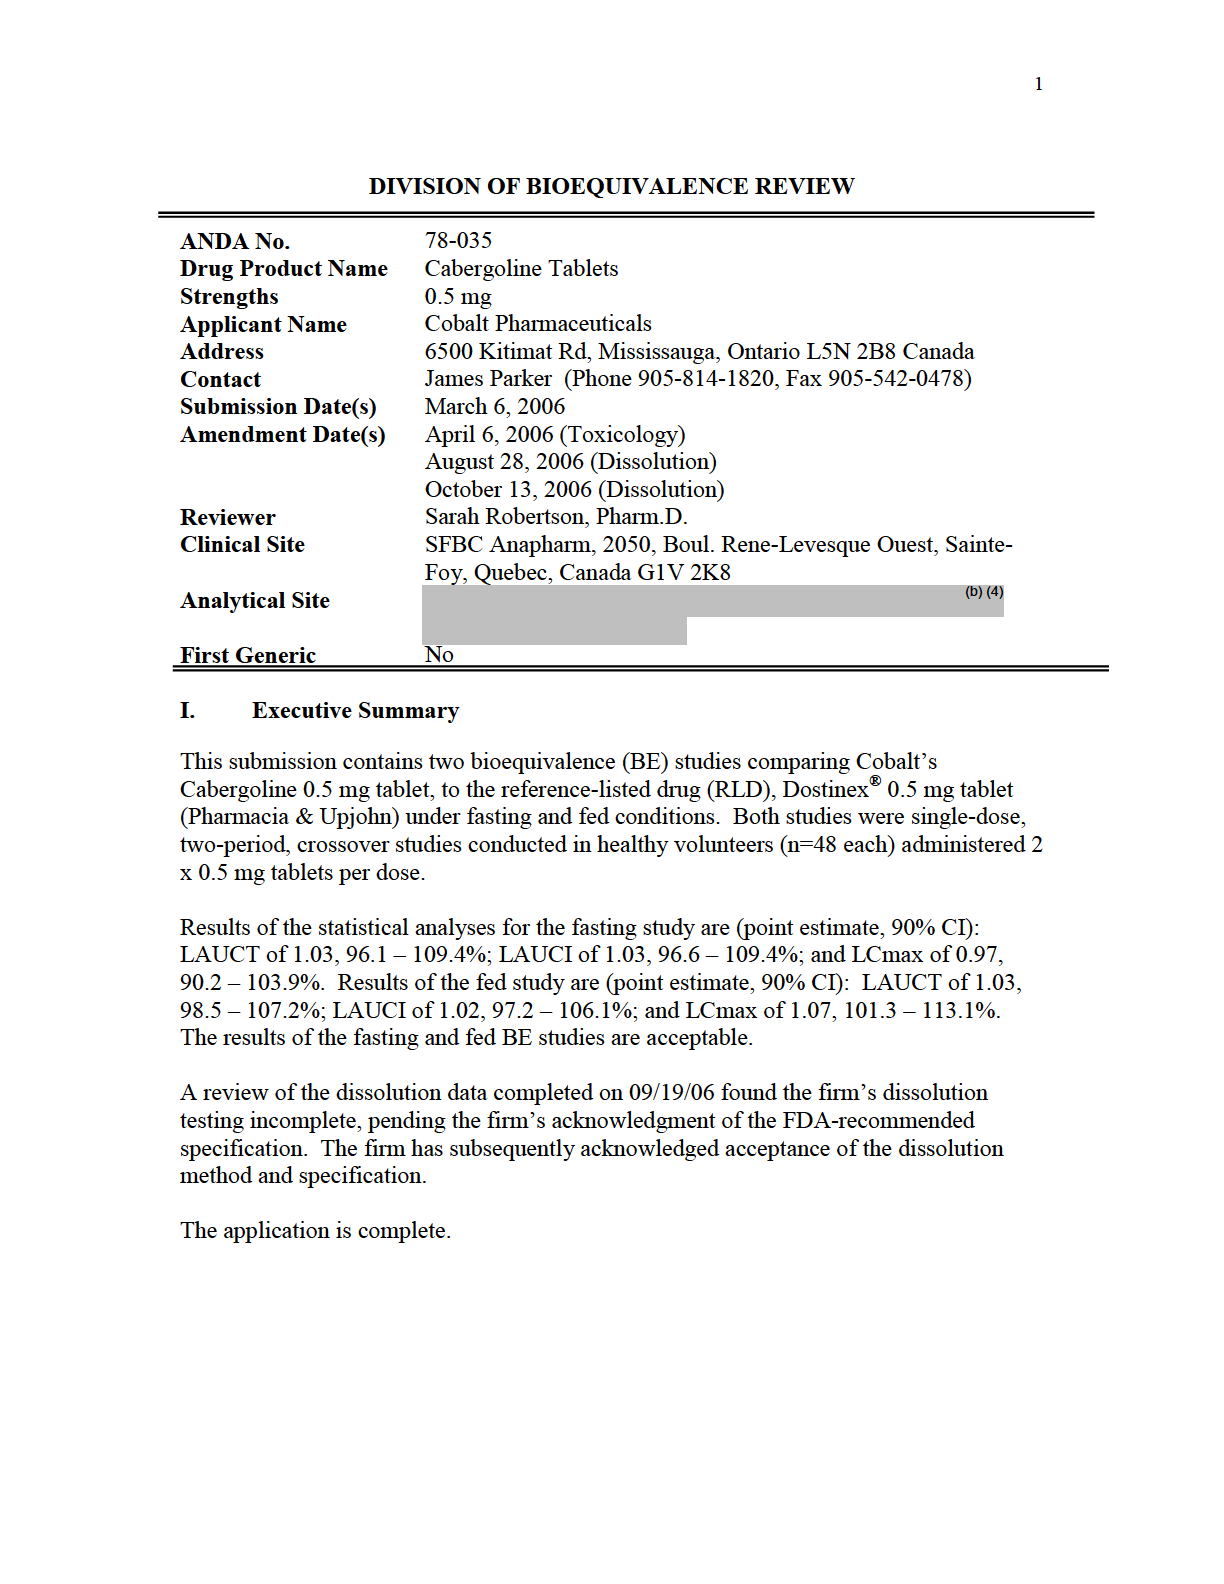 1
DIVISION OF BIOEQUIVALENCE REVIEW
ANDA No. 78-035
Drug Product Name Cabergoline Tablets
Strengths 0.5 mg
Applicant Name Cobalt Pharmaceuticals
Address 6500 Kitimat Rd, Mississauga, Ontario L5N 2B8 Canada
Contact James Parker (Phone 905-814-1820, Fax 905-542-0478)
Submission Date(s) March 6, 2006
Amendment Date(s) April 6, 2006 (Toxicology)
August 28, 2006 (Dissolution)
October 13, 2006 (Dissolution)
Reviewer Sarah Robertson, Pharm.D.
Clinical Site SFBC Anapharm, 2050, Boul. Rene-Levesque Ouest, Sainte-
Foy, Quebec, Canada G1V 2K8
Analytical Site (b) (4)
First Generic No
I. Executive Summary
This submission contains two bioequivalence (BE) studies comparing Cobalt’s
Cabergoline 0.5 mg tablet, to the reference-listed drug (RLD), Dostinex® 0.5 mg tablet
(Pharmacia & Upjohn) under fasting and fed conditions. Both studies were single-dose,
two-period, crossover studies conducted in healthy volunteers (n=48 each) administered 2
x 0.5 mg tablets per dose.
Results of the statistical analyses for the fasting study are (point estimate, 90% CI):
LAUCT of 1.03, 96.1 – 109.4%; LAUCI of 1.03, 96.6 – 109.4%; and LCmax of 0.97,
90.2 – 103.9%. Results of the fed study are (point estimate, 90% CI): LAUCT of 1.03,
98.5 – 107.2%; LAUCI of 1.02, 97.2 – 106.1%; and LCmax of 1.07, 101.3 – 113.1%.
The results of the fasting and fed BE studies are acceptable.
A review of the dissolution data completed on 09/19/06 found the firm’s dissolution
testing incomplete, pending the firm’s acknowledgment of the FDA-recommended
specification. The firm has subsequently acknowledged acceptance of the dissolution
method and specification.
The application is complete.